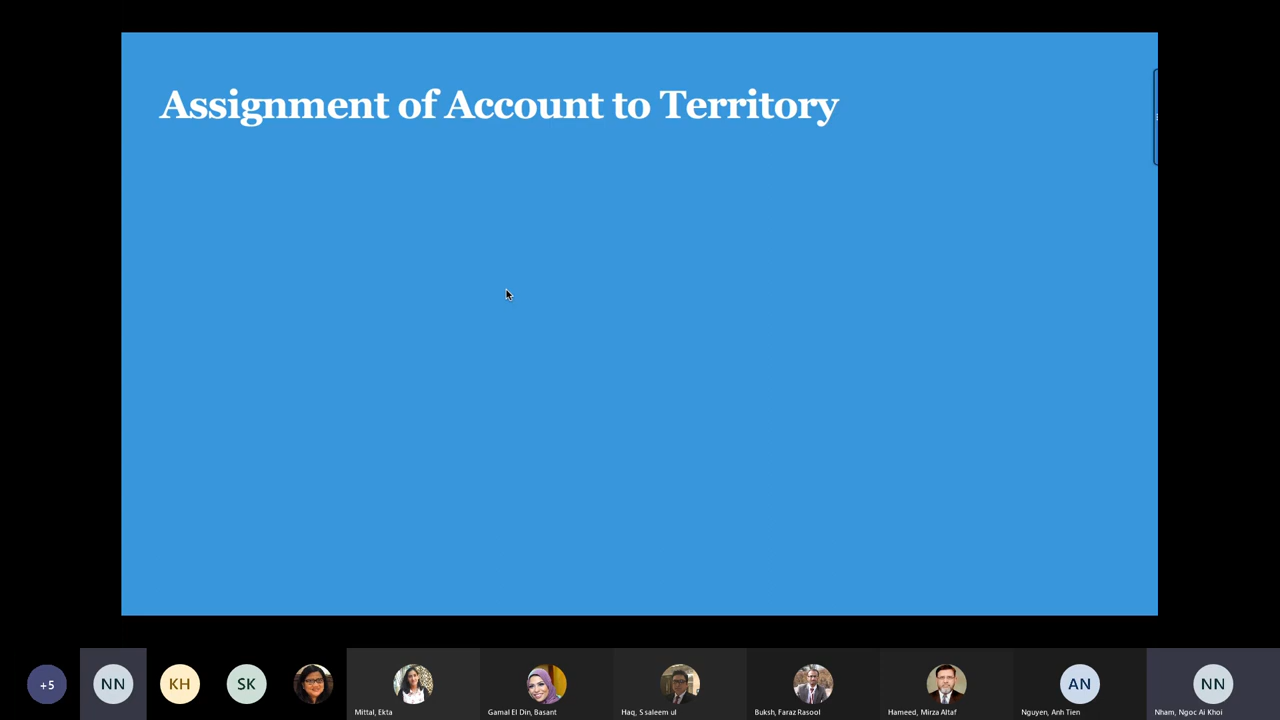 Assignment of Account to Territory
+5
NN
KH
SK
Mittal, Ekta
Gamal El Din, Basant
Haq, S saleem ul
Buksh, Faraz Rasool
Hameed, Mirza Altaf
AN
Nguyen, Anh Tien
NN
Nham, Ngoc Ai Khoi